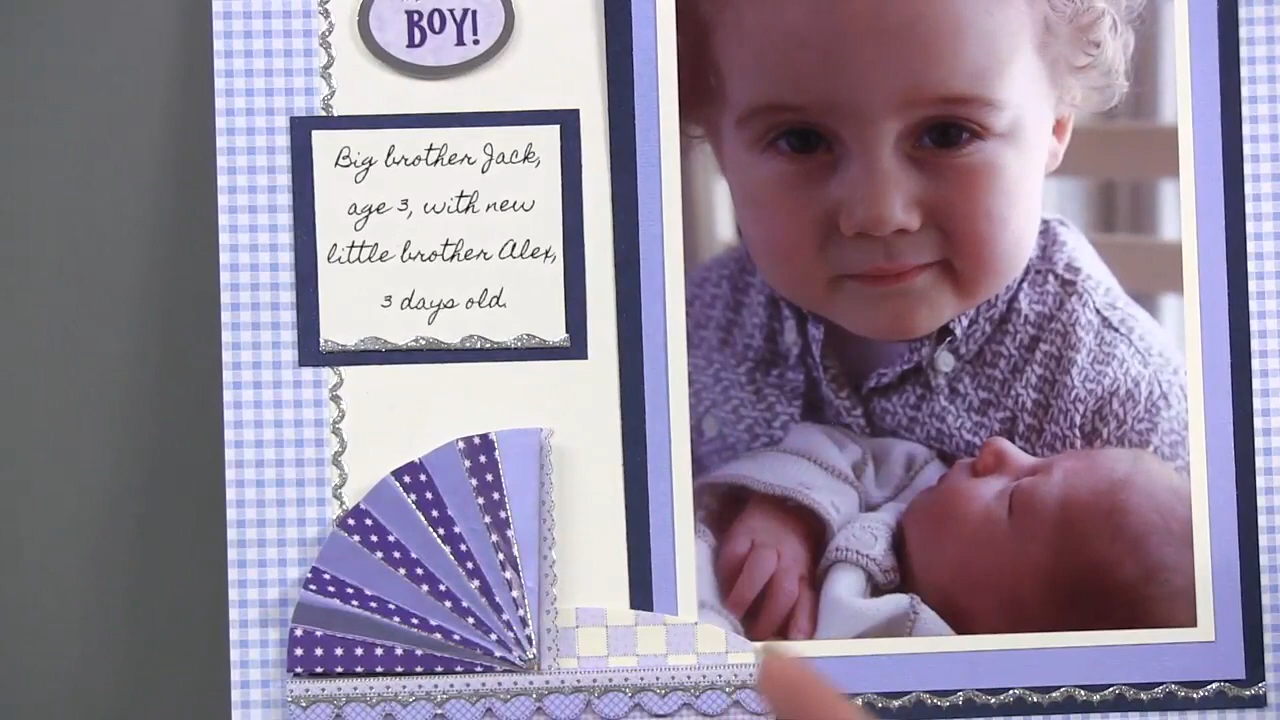 BOY!
Big brother Jack,
age 3, with new
little brother Alex,
3 days old.